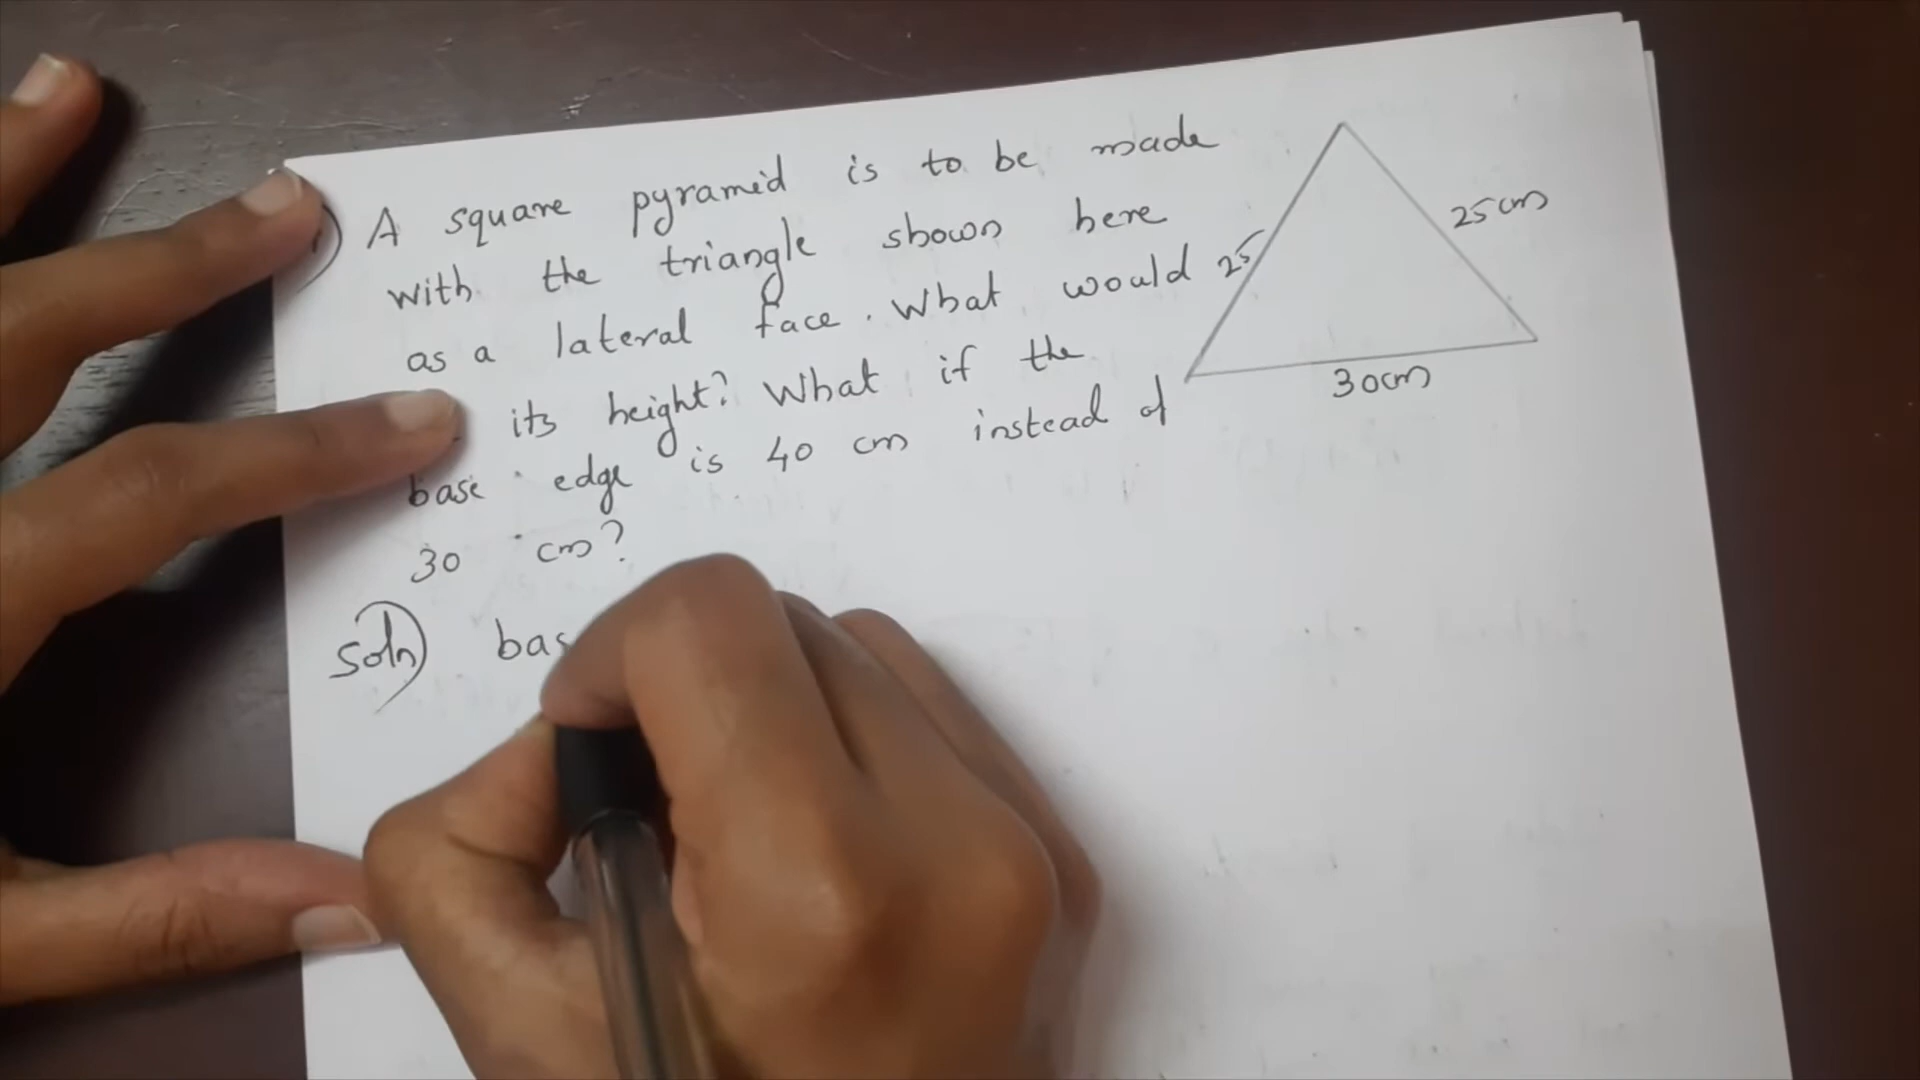 A square pyramid is to be made
with the triangle shown here
as a lateral face. What would
its height? What if the
base edge is 40 cm instead of
30 cm?
Soln) bas
25
25cm
30cm